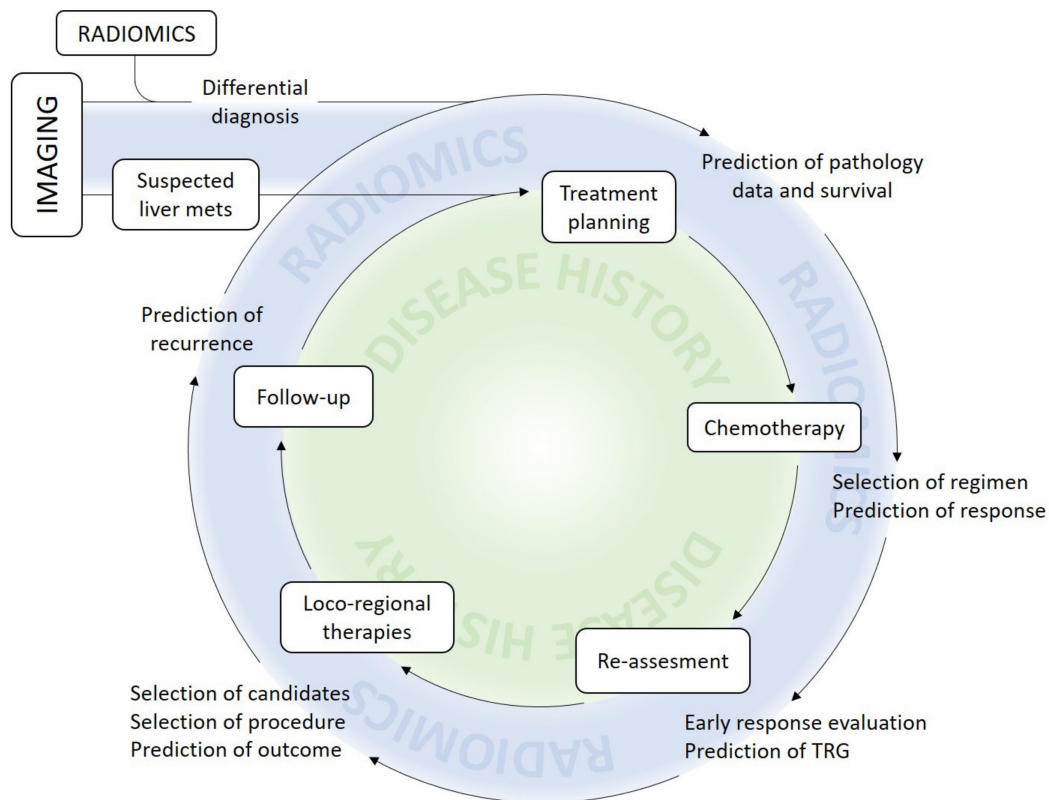 RADIOMICS
IMAGING
Differential
diagnosis
Suspected
liver mets
RADIOMICS
Treatment
planning
Prediction of pathology
data and survival
DISEASE HISTORY
RADIOMICS
Prediction of
recurrence
Follow-up
Chemotherapy
Selection of regimen
Prediction of response
Loco-regional
therapies
DISEASE HIS RY
Re-assesment
RADIOMICS
Selection of candidates
Selection of procedure
Prediction of outcome
Early response evaluation
Prediction of TRG